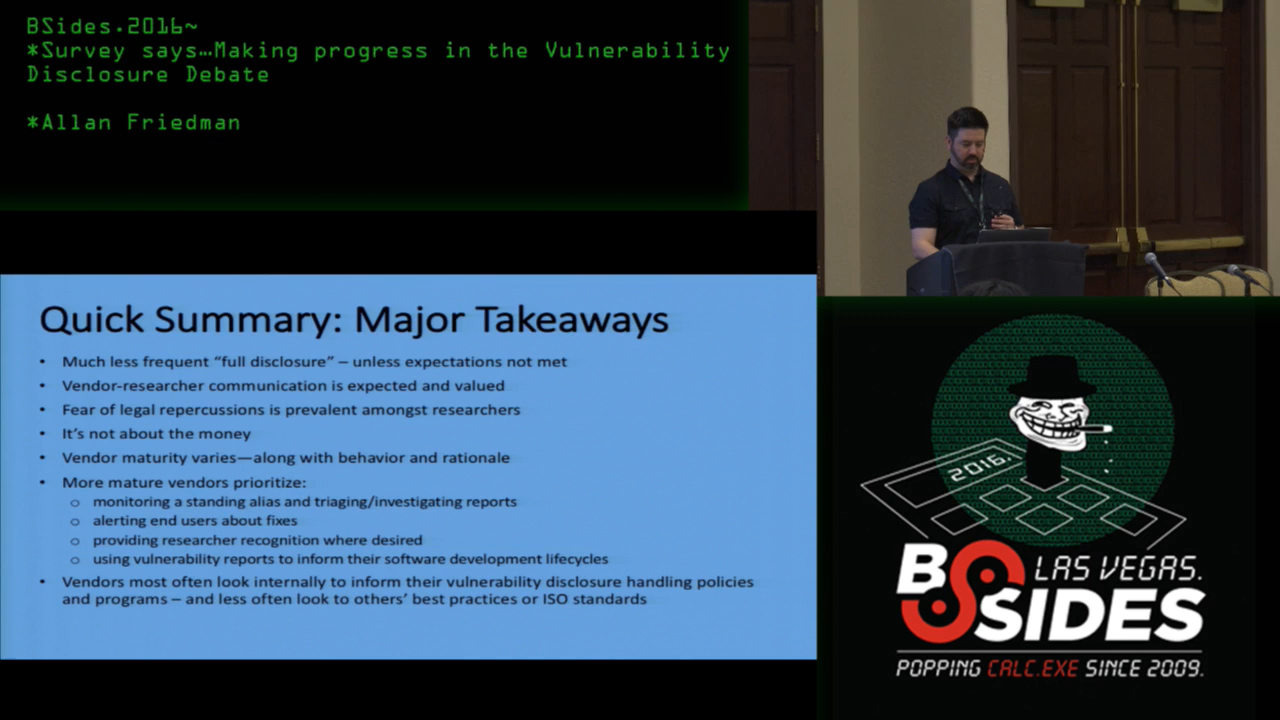 BSides.2016~
*Survey says…Making progress in the Vulnerability
Disclosure Debate
*Allan Friedman
Quick Summary: Major Takeaways
• Much less frequent “full disclosure” – unless expectations not met
• Vendor-researcher communication is expected and valued
• Fear of legal repercussions is prevalent amongst researchers
• It’s not about the money
• Vendor maturity varies—along with behavior and rationale
• More mature vendors prioritize:
o monitoring a standing alias and triaging/investigating reports
o alerting end users about fixes
o providing researcher recognition where desired
o using vulnerability reports to inform their software development lifecycles
• Vendors most often look internally to inform their vulnerability disclosure handling policies
and programs – and less often look to others’ best practices or ISO standards
2016.
BSIDES
LAS VEGAS.
POPPING CALC.EXE SINCE 2009.